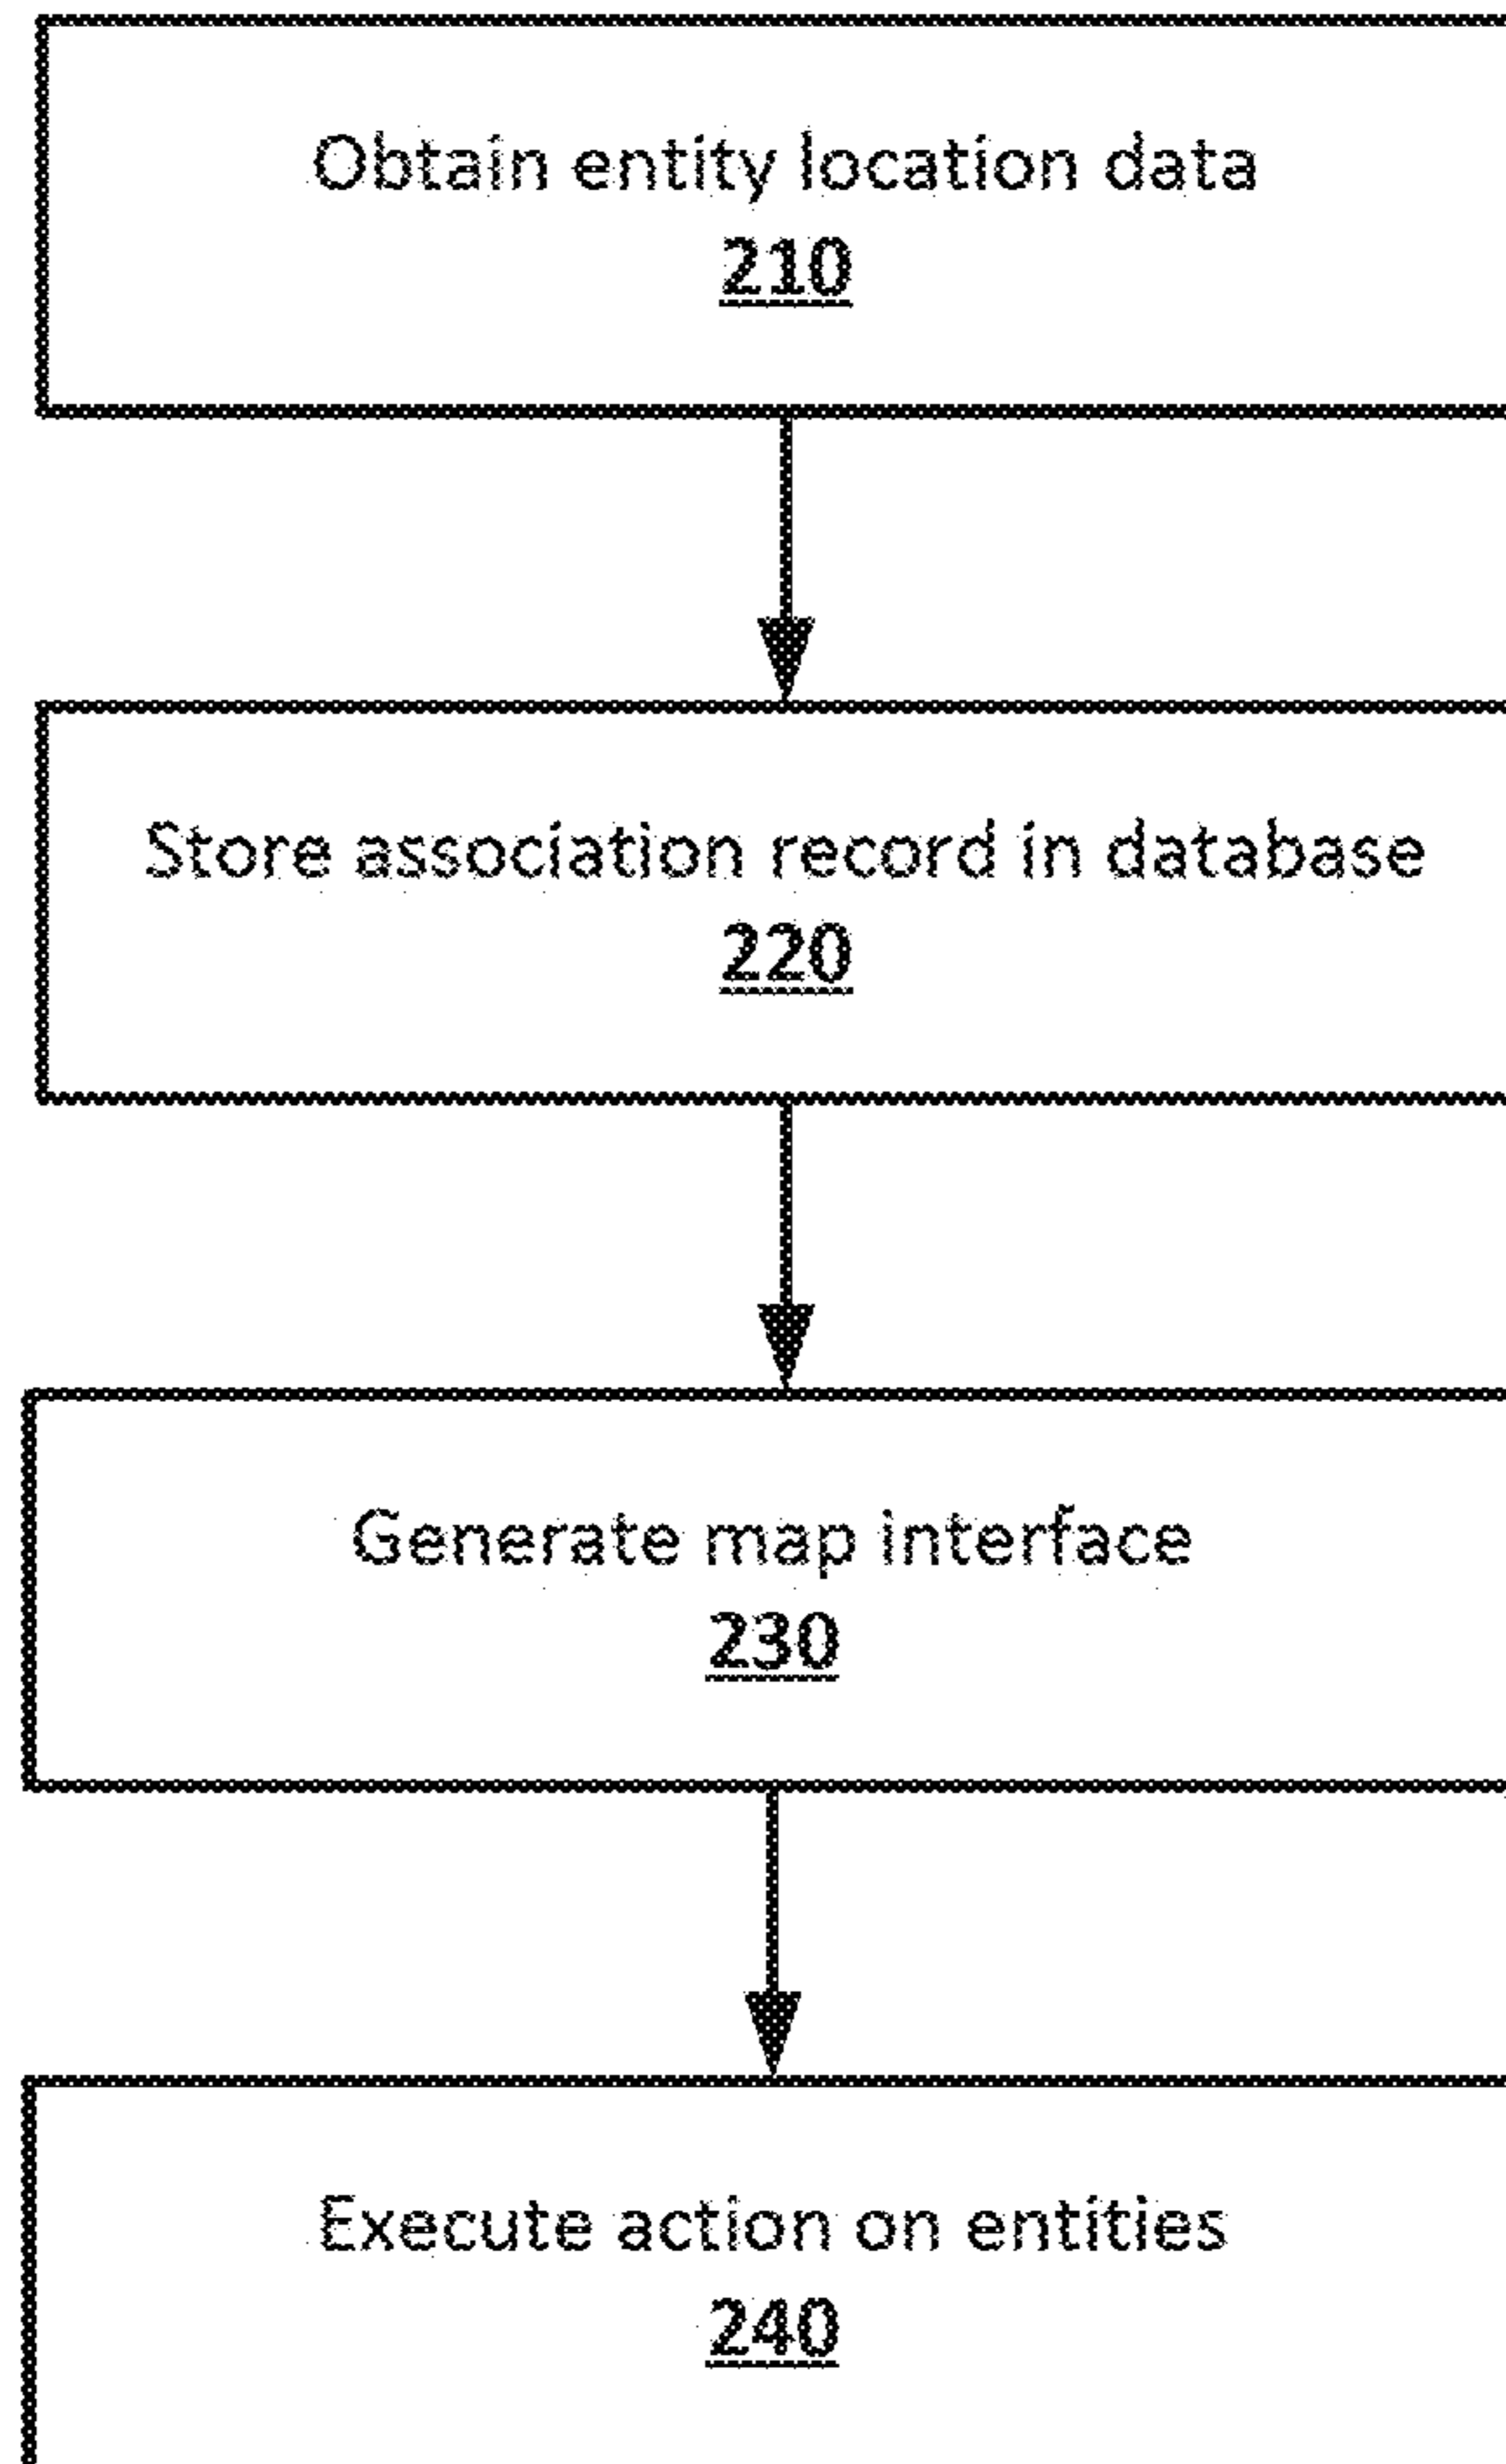 Obtain entity location data
210
Store association record in database
220
Generate map interface
230
Execute action on entities
240